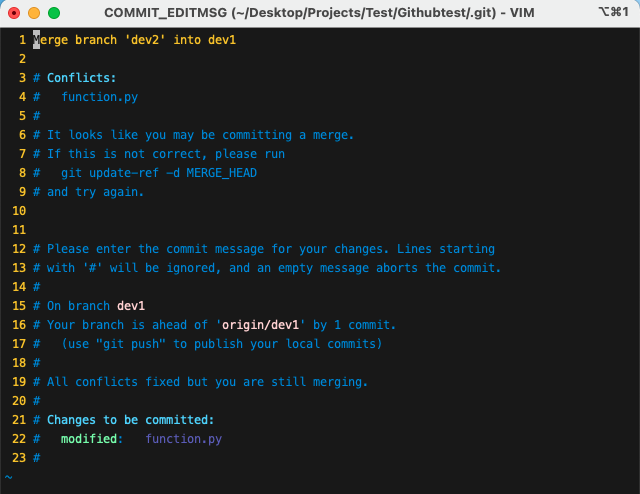 COMMIT_EDITMSG (~/Desktop/Projects/Test/Githubtest/.git) - VIM ⌥⌘1
1 Merge branch 'dev2' into dev1
2
3 # Conflicts:
4 #   function.py
5 #
6 # It looks like you may be committing a merge.
7 # If this is not correct, please run
8 #   git update-ref -d MERGE_HEAD
9 # and try again.
10
11
12 # Please enter the commit message for your changes. Lines starting
13 # with '#' will be ignored, and an empty message aborts the commit.
14 #
15 # On branch dev1
16 # Your branch is ahead of 'origin/dev1' by 1 commit.
17 #   (use "git push" to publish your local commits)
18 #
19 # All conflicts fixed but you are still merging.
20 #
21 # Changes to be committed:
22 #   modified:   function.py
23 #
~